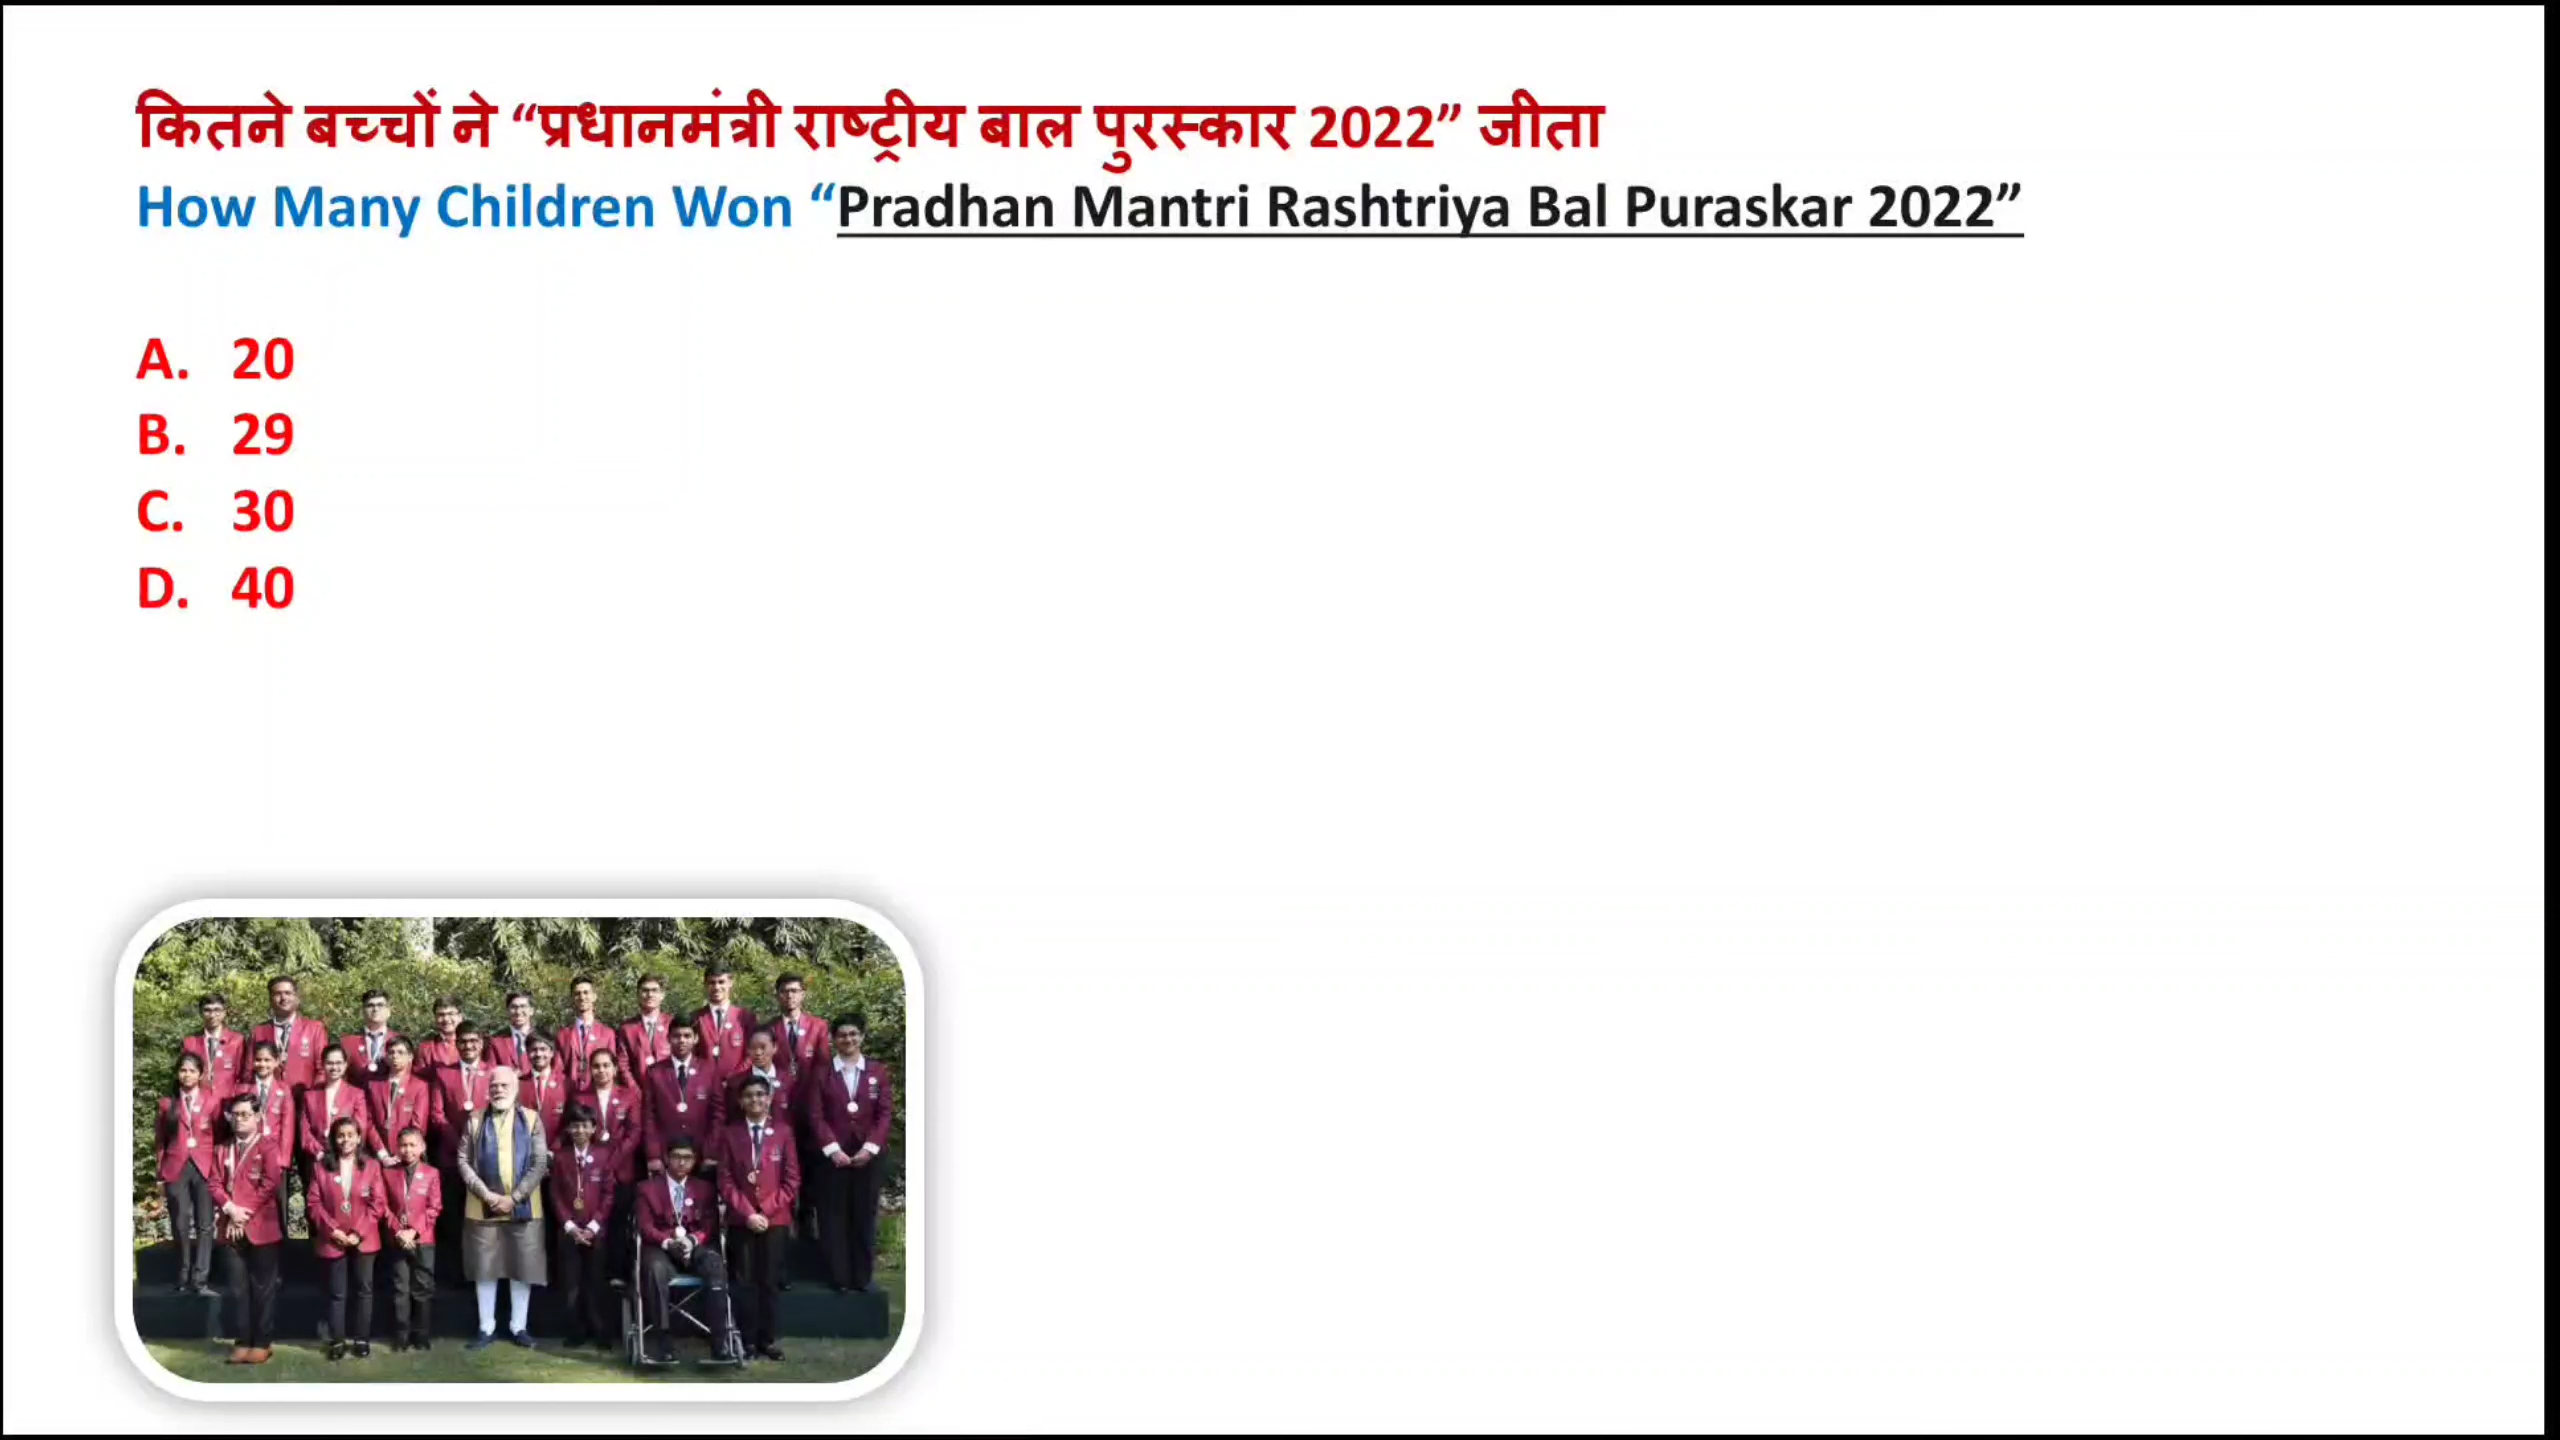 कितने बच्चों ने “प्रधानमंत्री राष्ट्रीय बाल पुरस्कार 2022” जीता
How Many Children Won “Pradhan Mantri Rashtriya Bal Puraskar 2022”
A. 20
B. 29
C. 30
D. 40